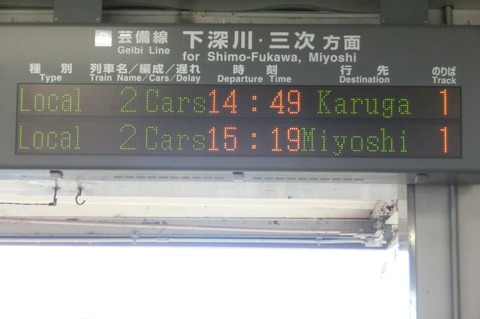 P 芸備線 下深川・三次 方面
Geibi Line for Shimo-Fukawa, Miyoshi
種別 列車名/編成/遅れ 時刻 行先 のりば
Type Train Name/Cars/Delay Departure Time Destination Track
Local 2 Cars 14:49 Karuga 1
Local 2 Cars 15:19 Miyoshi 1